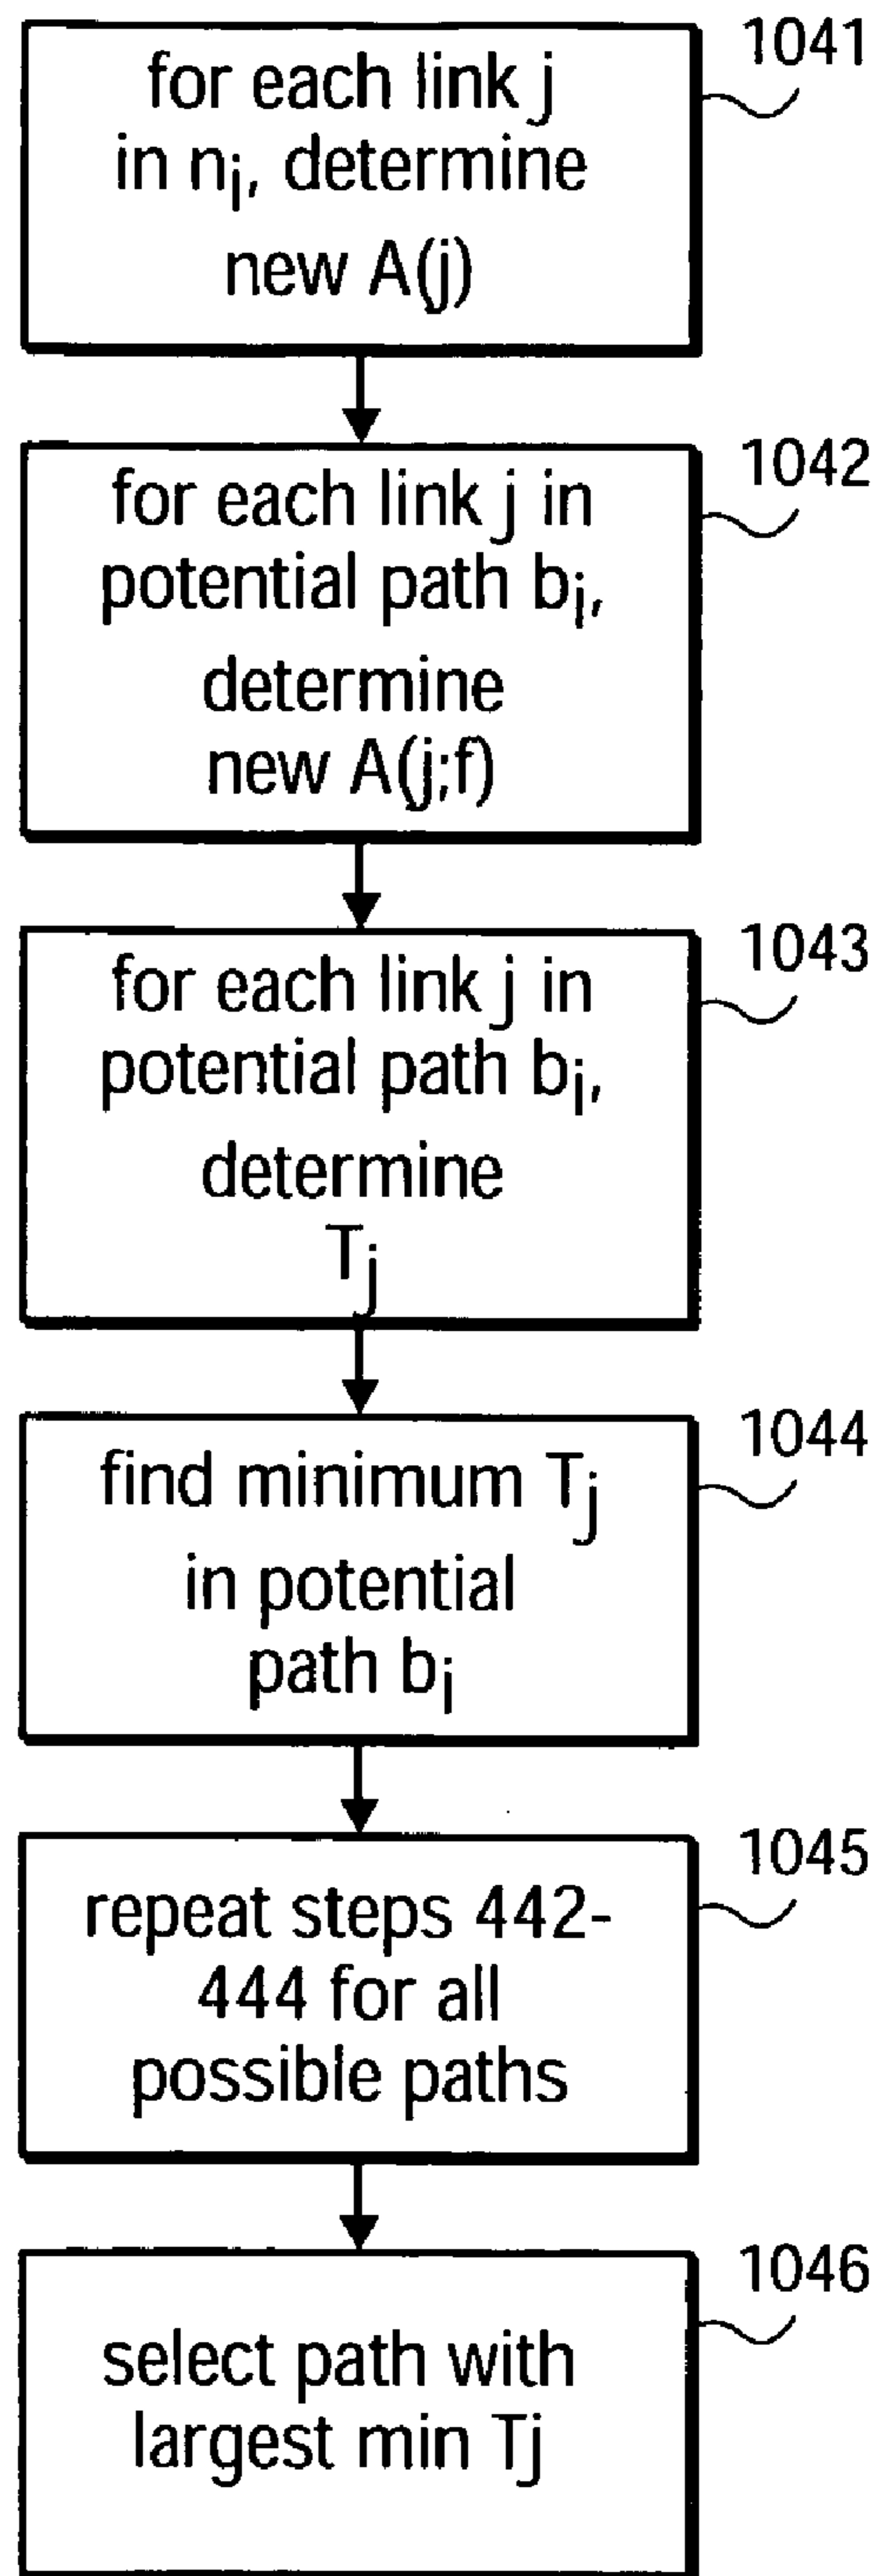 for each link j
in nᵢ, determine
new A(j)
1041
for each link j in
potential path bᵢ,
determine
new A(j;f)
1042
for each link j in
potential path bᵢ,
determine
Tⱼ
1043
find minimum Tⱼ
in potential
path bᵢ
1044
repeat steps 442-
444 for all
possible paths
1045
select path with
largest min Tj
1046